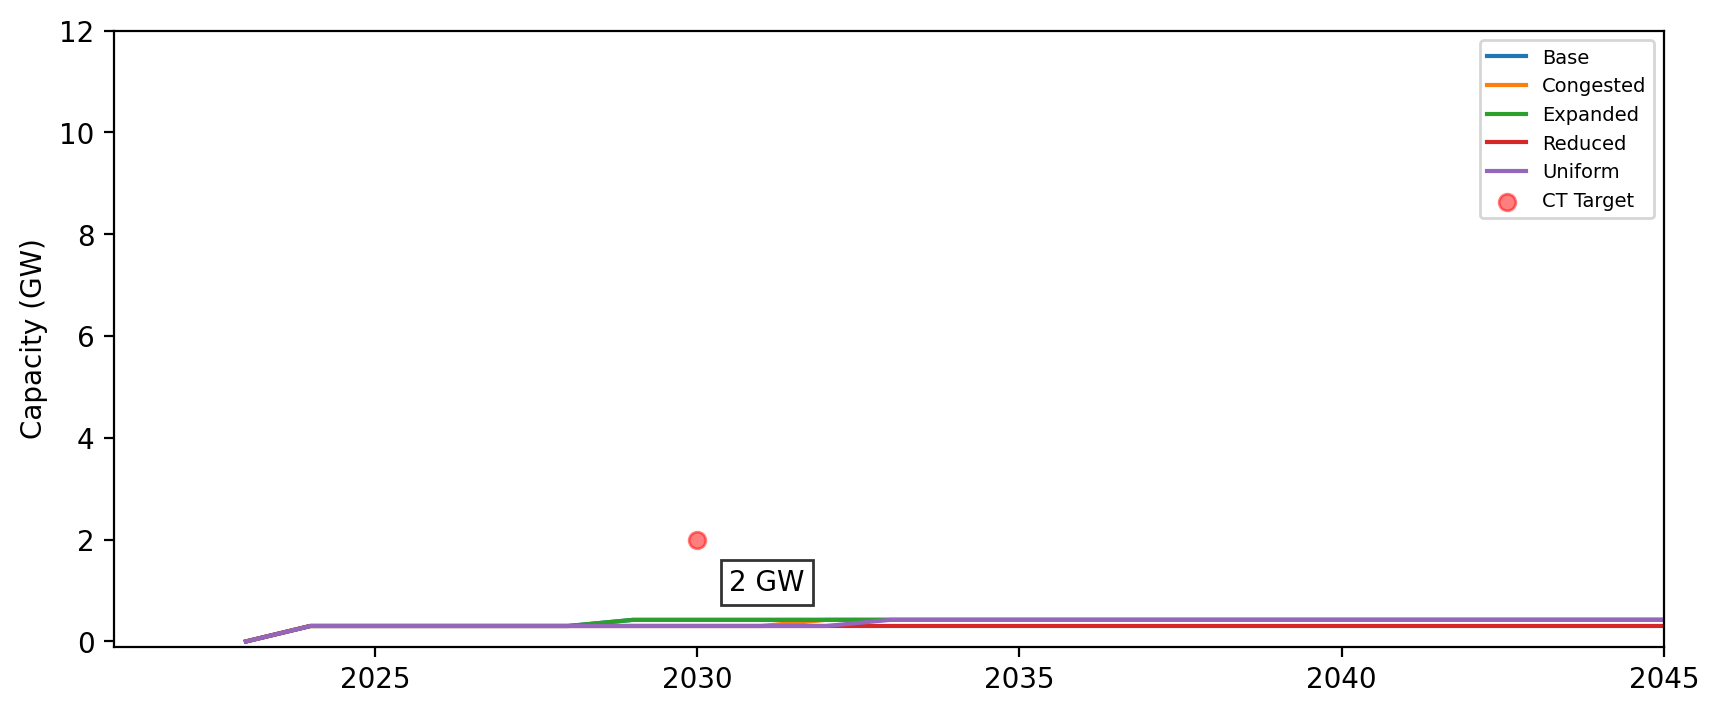 12
10
8
6
4
2
0
Capacity (GW)
Base
Congested
Expanded
Reduced
Uniform
CT Target
2 GW
2025 2030 2035 2040 2045